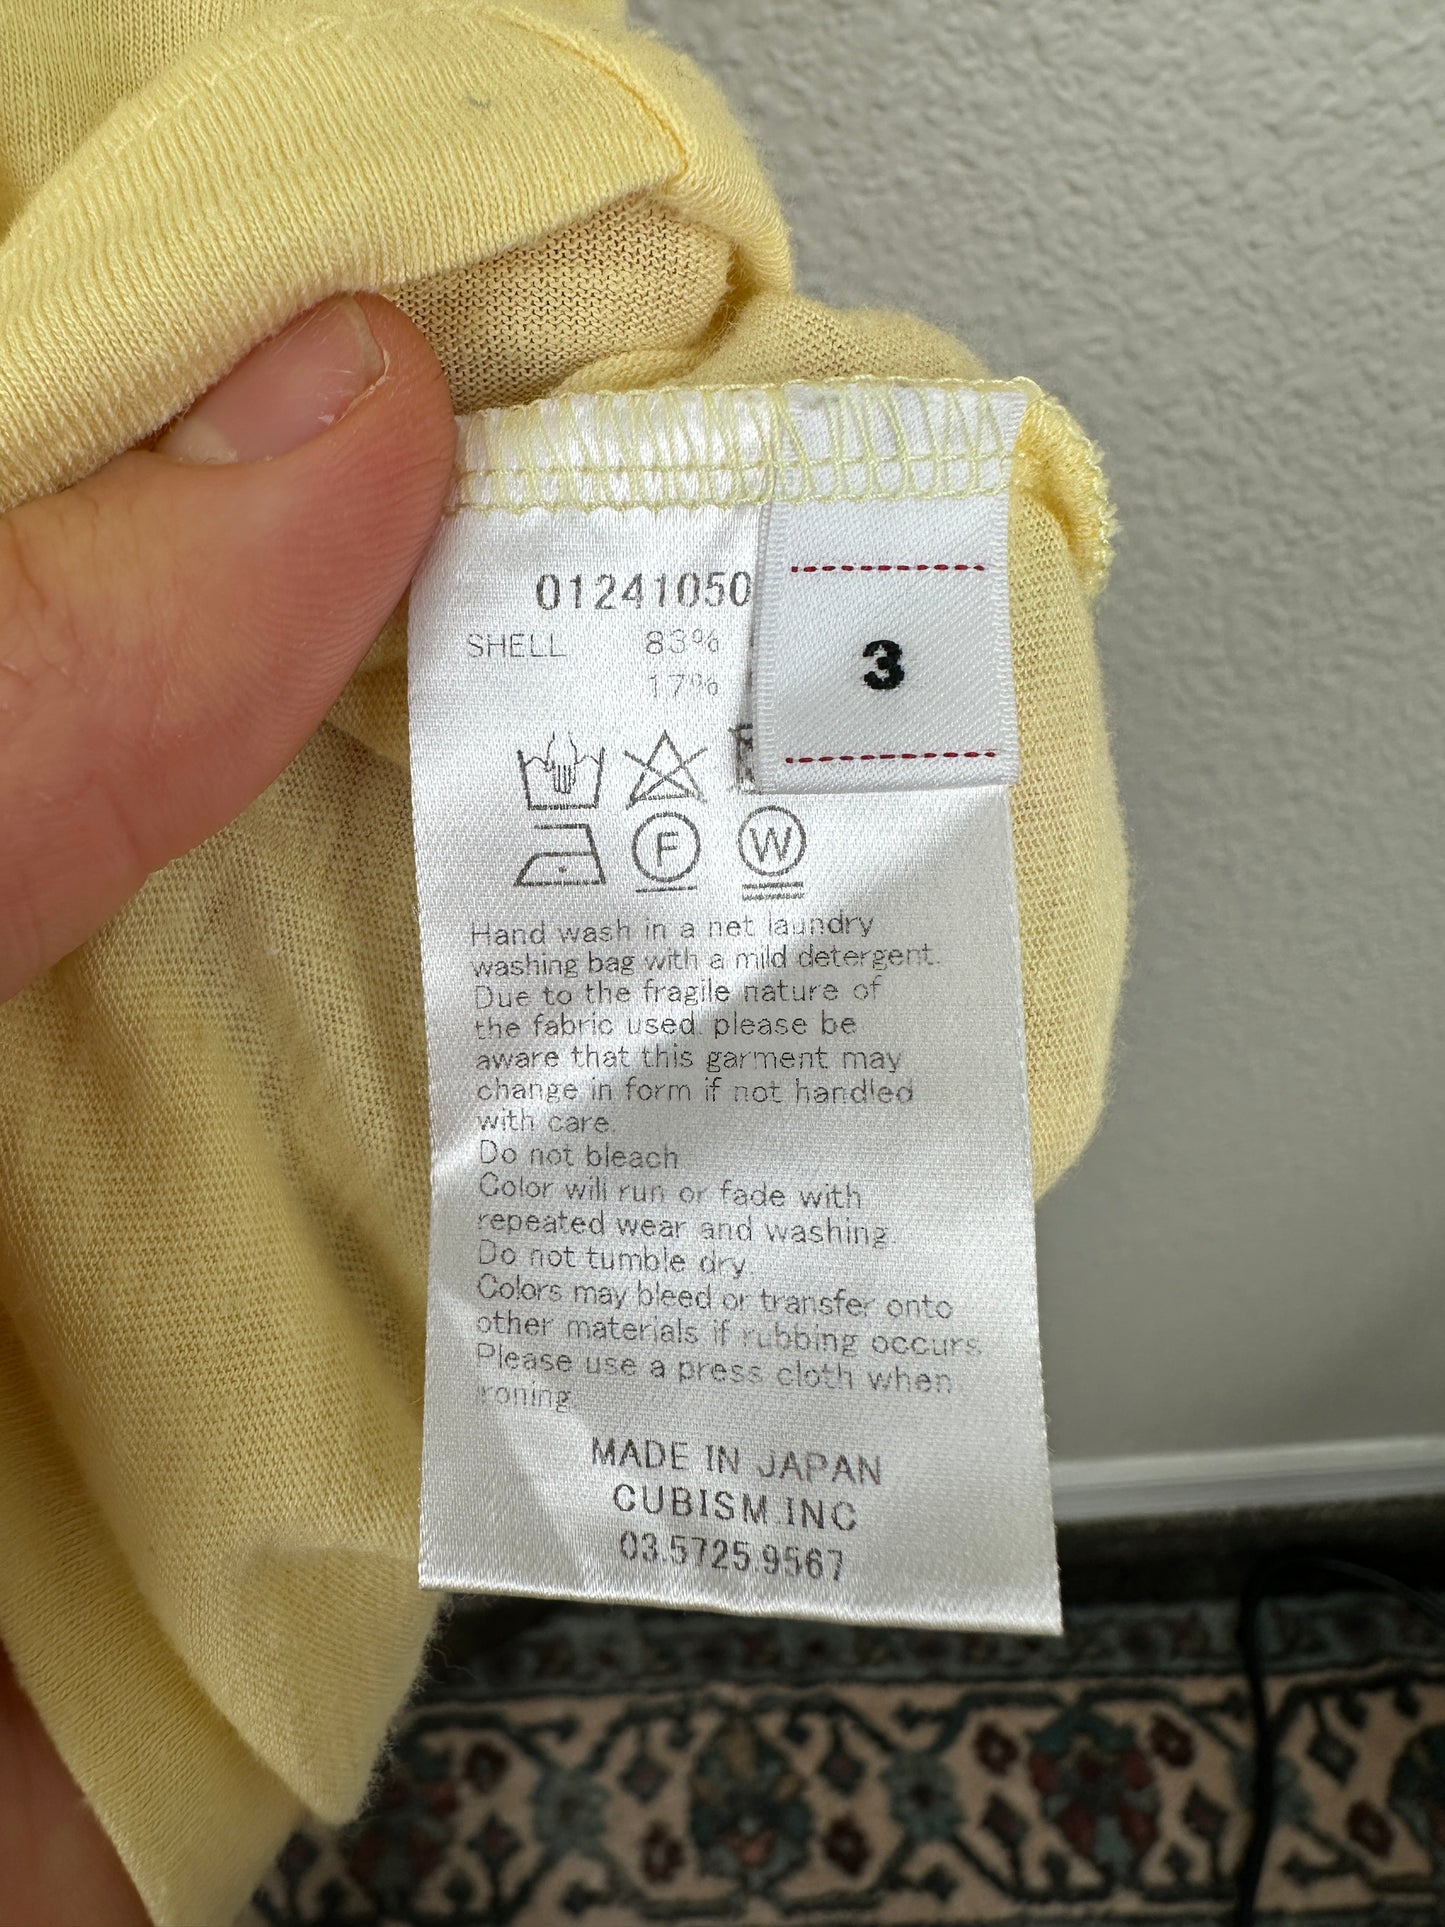 01241050
SHELL 83%
17%
3
F W
Hand wash in a net laundry
washing bag with a mild detergent.
Due to the fragile nature of
the fabric used, please be
aware that this garment may
change in form if not handled
with care.
Do not bleach.
Color will run or fade with
repeated wear and washing.
Do not tumble dry.
Colors may bleed or transfer onto
other materials if rubbing occurs.
Please use a press cloth when
ironing.
MADE IN JAPAN
CUBISM.INC
03.5725.9567